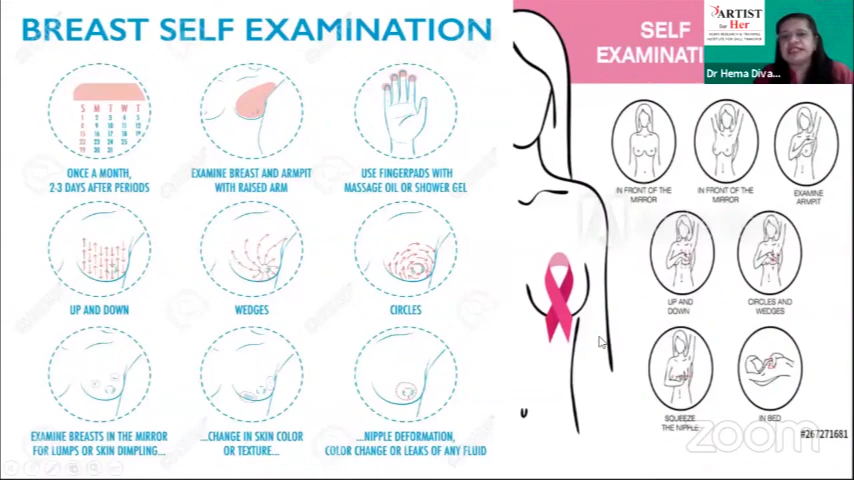 BREAST SELF EXAMINATION
S M T W T
ONCE A MONTH,
2-3 DAYS AFTER PERIODS
EXAMINE BREAST AND ARMPIT
WITH RAISED ARM
USE FINGERPADS WITH
MASSAGE OIL OR SHOWER GEL
UP AND DOWN
WEDGES
CIRCLES
EXAMINE BREASTS IN THE MIRROR
FOR LUMPS OR SKIN DIMPLING...
...CHANGE IN SKIN COLOR
OR TEXTURE...
...NIPPLE DEFORMATION,
COLOR CHANGE OR LEAKS OF ANY FLUID
SELF
EXAMINATI
ARTIST
for Her
Dr Hema Diva...
IN FRONT OF THE
MIRROR
IN FRONT OF THE
MIRROR
EXAMINE
ARMPIT
UP AND
DOWN
CIRCLES AND
WEDGES
SQUEEZE
THE NIPPLE
IN BED
zoom
#267271681